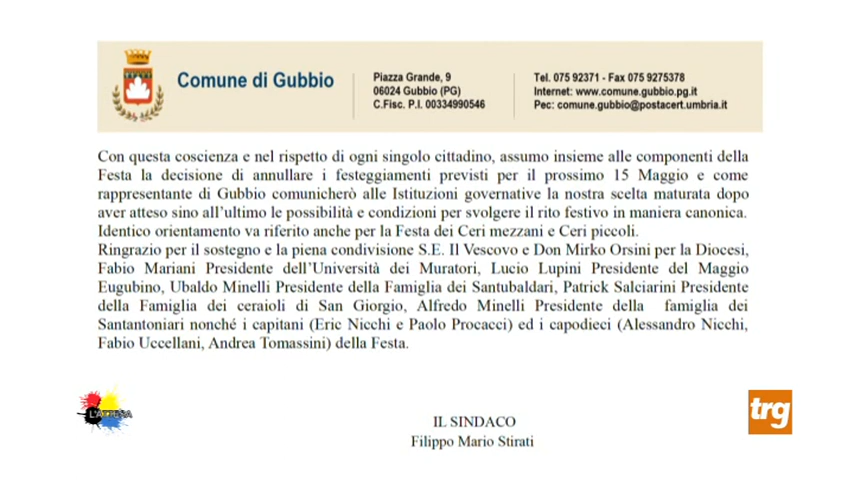 Comune di Gubbio
Piazza Grande, 9
06024 Gubbio (PG)
C.Fisc. P.I. 00334990546
Tel. 075 92371 - Fax 075 9275378
Internet: www.comune.gubbio.pg.it
Pec: comune.gubbio@postacert.umbria.it
Con questa coscienza e nel rispetto di ogni singolo cittadino, assumo insieme alle componenti della
Festa la decisione di annullare i festeggiamenti previsti per il prossimo 15 Maggio e come
rappresentante di Gubbio comunicherò alle Istituzioni governative la nostra scelta maturata dopo
aver atteso sino all'ultimo le possibilità e condizioni per svolgere il rito festivo in maniera canonica.
Identico orientamento va riferito anche per la Festa dei Ceri mezzani e Ceri piccoli.
Ringrazio per il sostegno e la piena condivisione S.E. Il Vescovo e Don Mirko Orsini per la Diocesi,
Fabio Mariani Presidente dell'Università dei Muratori, Lucio Lupini Presidente del Maggio
Eugubino, Ubaldo Minelli Presidente della Famiglia dei Santubaldari, Patrick Salciarini Presidente
della Famiglia dei ceraioli di San Giorgio, Alfredo Minelli Presidente della famiglia dei
Santantoniari nonché i capitani (Eric Nicchi e Paolo Procacci) ed i capodieci (Alessandro Nicchi,
Fabio Uccellani, Andrea Tomassini) della Festa.
L'ATTESA
trg
IL SINDACO
Filippo Mario Stirati